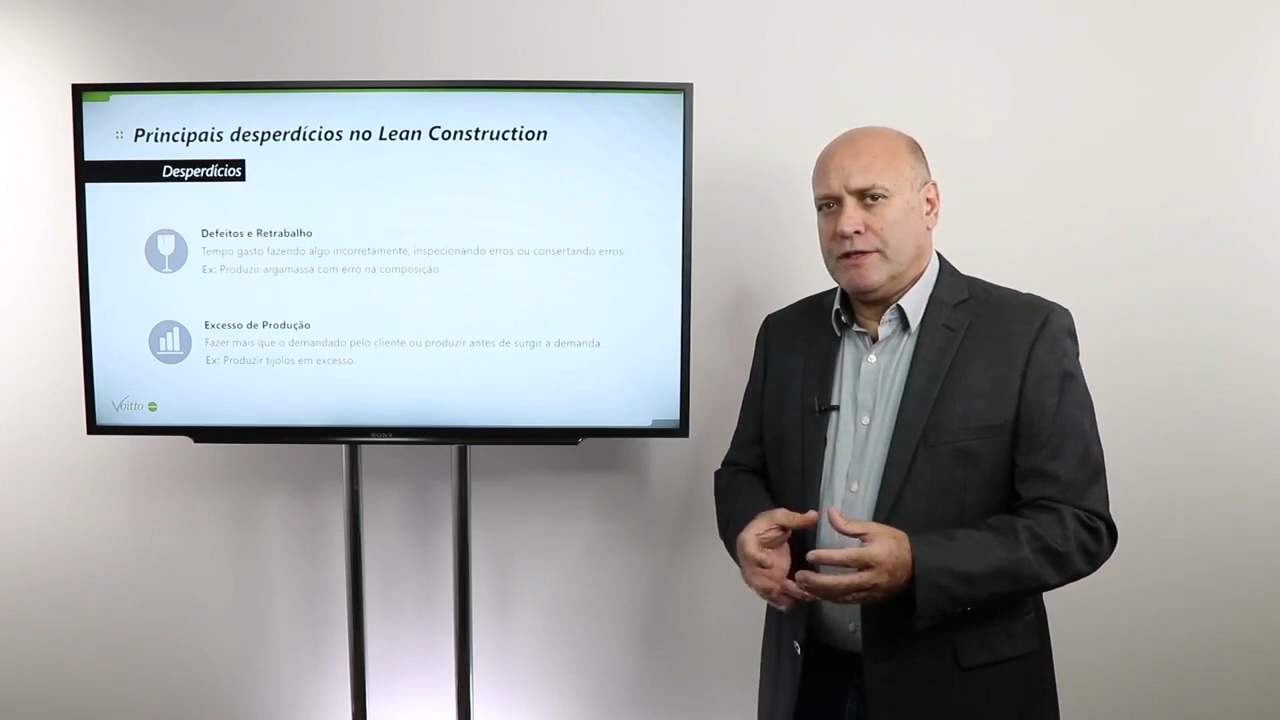 Principais desperdícios no Lean Construction
Desperdícios
Defeitos e Retrabalho
Tempo gasto fazendo algo incorretamente, inspecionando erros ou consertando erros.
Ex: Produzir argamassa com erro na composição.
Excesso de Produção
Fazer mais que o demandado pelo cliente ou produzir antes de surgir a demanda.
Ex: Produzir tijolos em excesso.
Voitto
SONY